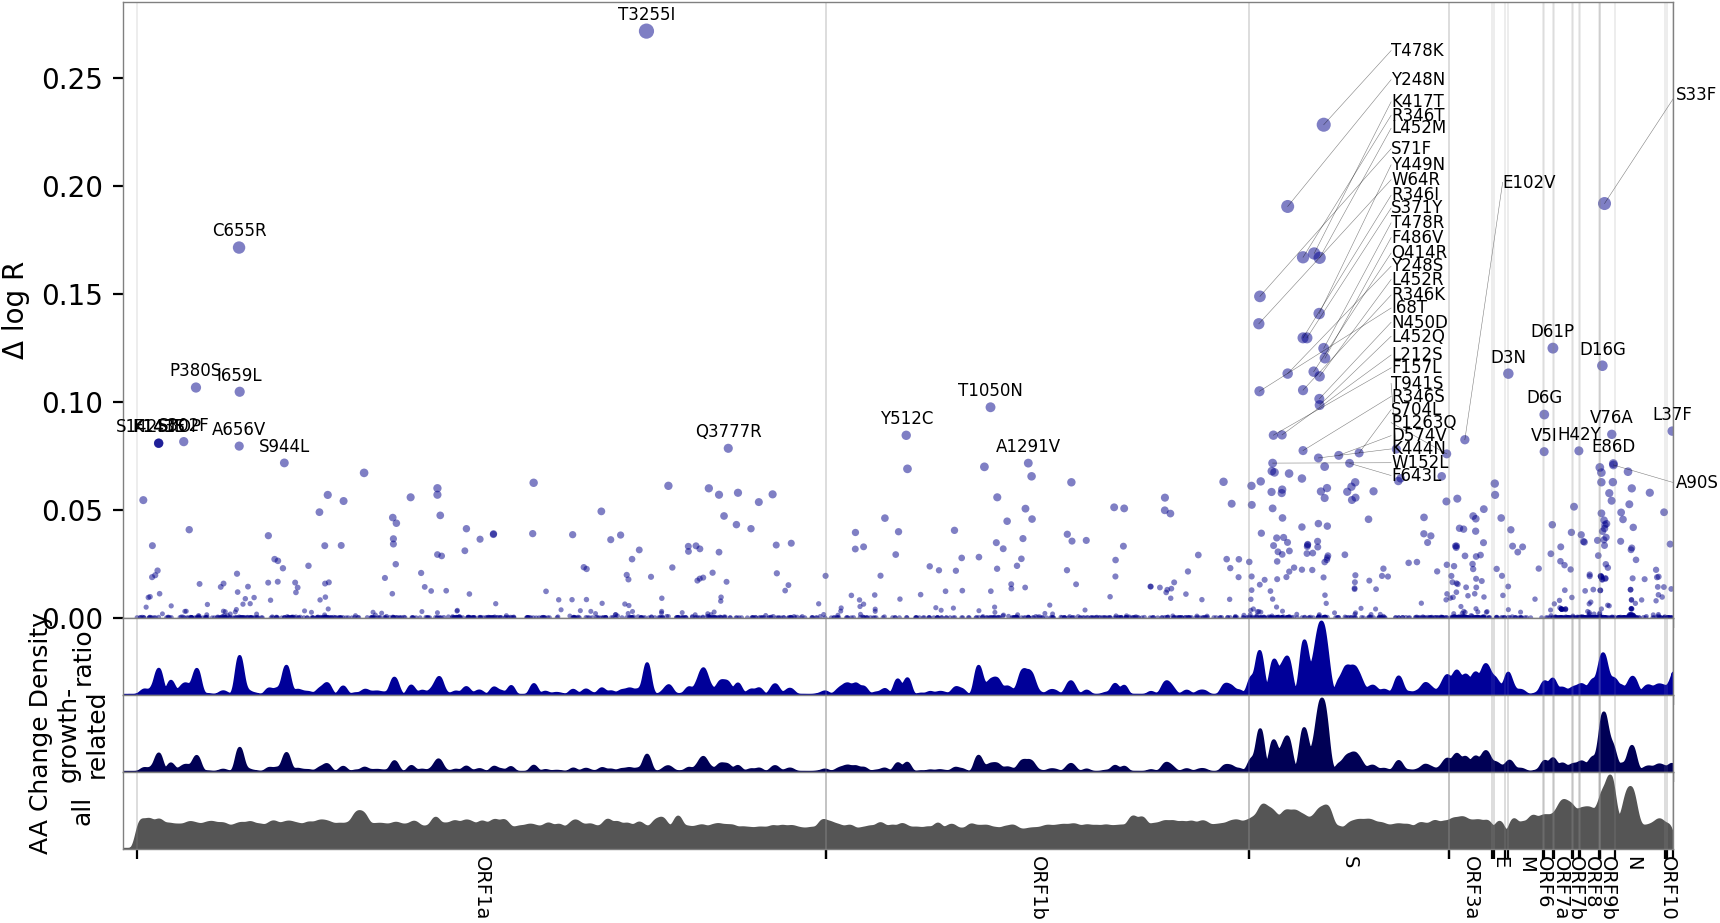 T3255I
T478K
Y248N
K417T
R346T
L452M
S71F
Y449N
W64R
R346I
S371Y
T478R
F486V
Q414R
Y248S
L452R
R346K
I68T
N450D
L452Q
L212S
F157L
T941S
R346S
S704L
P1263Q
D574V
K444N
W152L
F643L
S33F
E102V
C655R
D61P
D16G
D3N
P380S
I659L
T1050N
D6G
V76A
L37F
Y512C
A656V
Q3777R
V5I
H42Y
S944L
A1291V
E86D
A90S
Δ log R
0.25
0.20
0.15
0.10
0.05
0.00
AA Change Density
ratio
growth-
related
all
ORF1a
ORF1b
S
ORF3a
E
M
ORF6
ORF7a
ORF7b
ORF8
ORF9b
N
ORF10